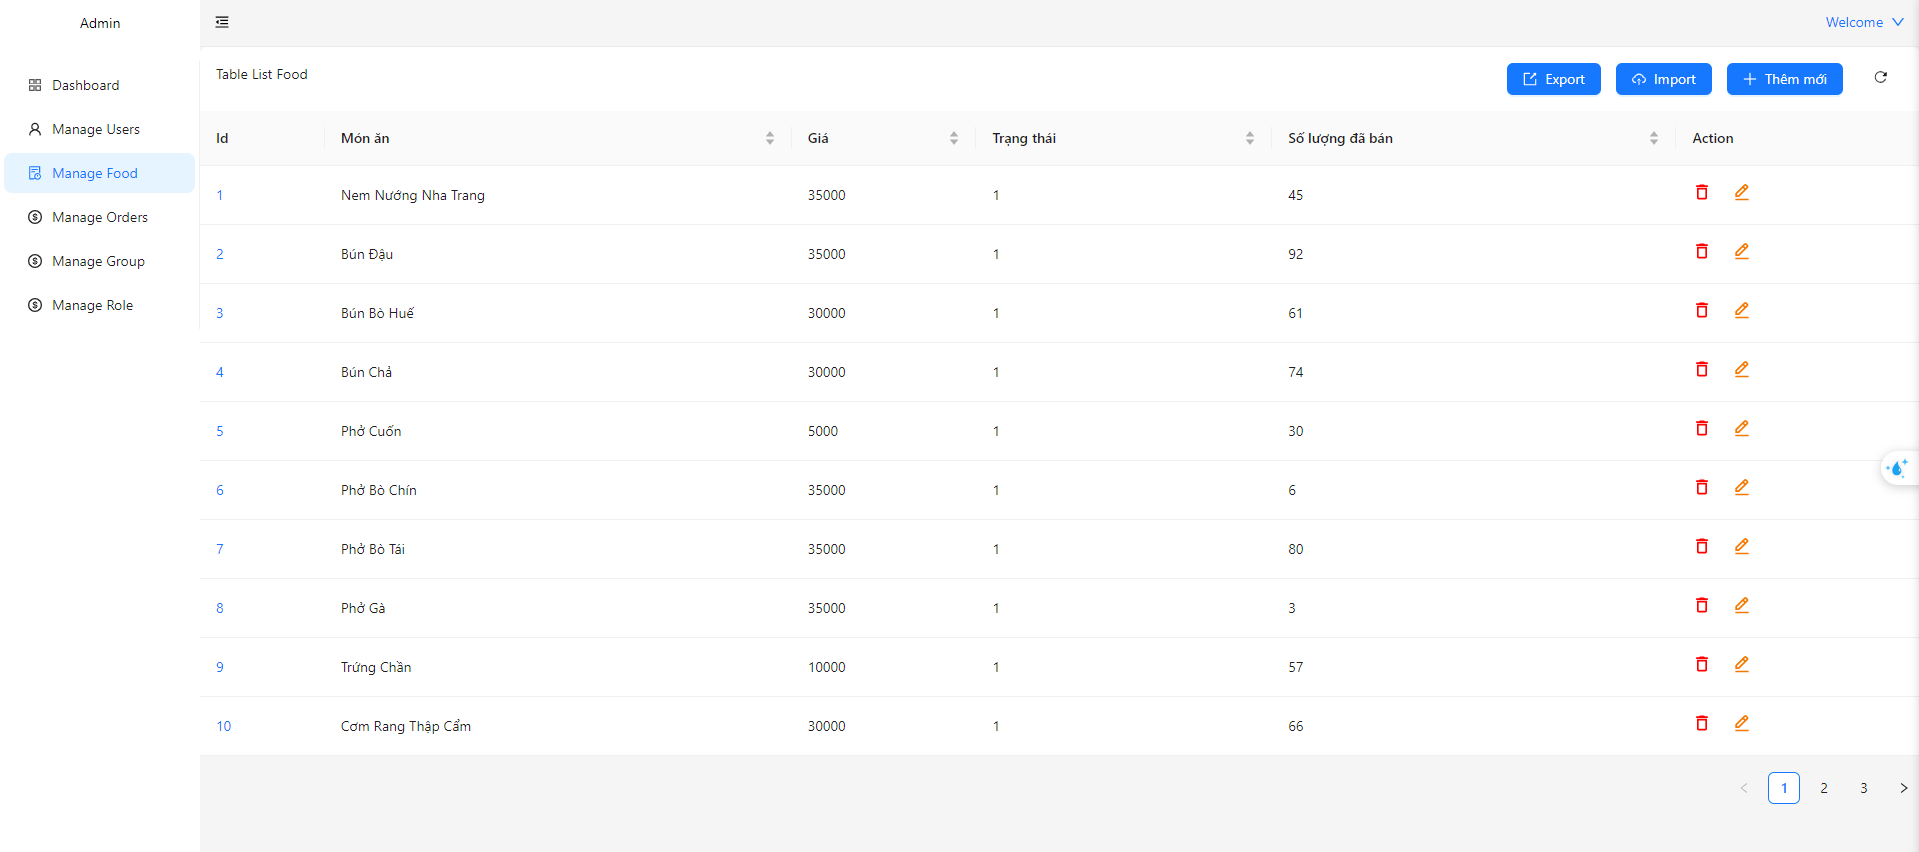 Admin
Welcome
Dashboard
Manage Users
Manage Food
Manage Orders
Manage Group
Manage Role
Table List Food
Export Import Thêm mới
Id Món ăn Giá Trạng thái Số lượng đã bán Action
1 Nem Nướng Nha Trang 35000 1 45
2 Bún Đậu 35000 1 92
3 Bún Bò Huế 30000 1 61
4 Bún Chả 30000 1 74
5 Phở Cuốn 5000 1 30
6 Phở Bò Chín 35000 1 6
7 Phở Bò Tái 35000 1 80
8 Phở Gà 35000 1 3
9 Trứng Chần 10000 1 57
10 Cơm Rang Thập Cẩm 30000 1 66
1 2 3